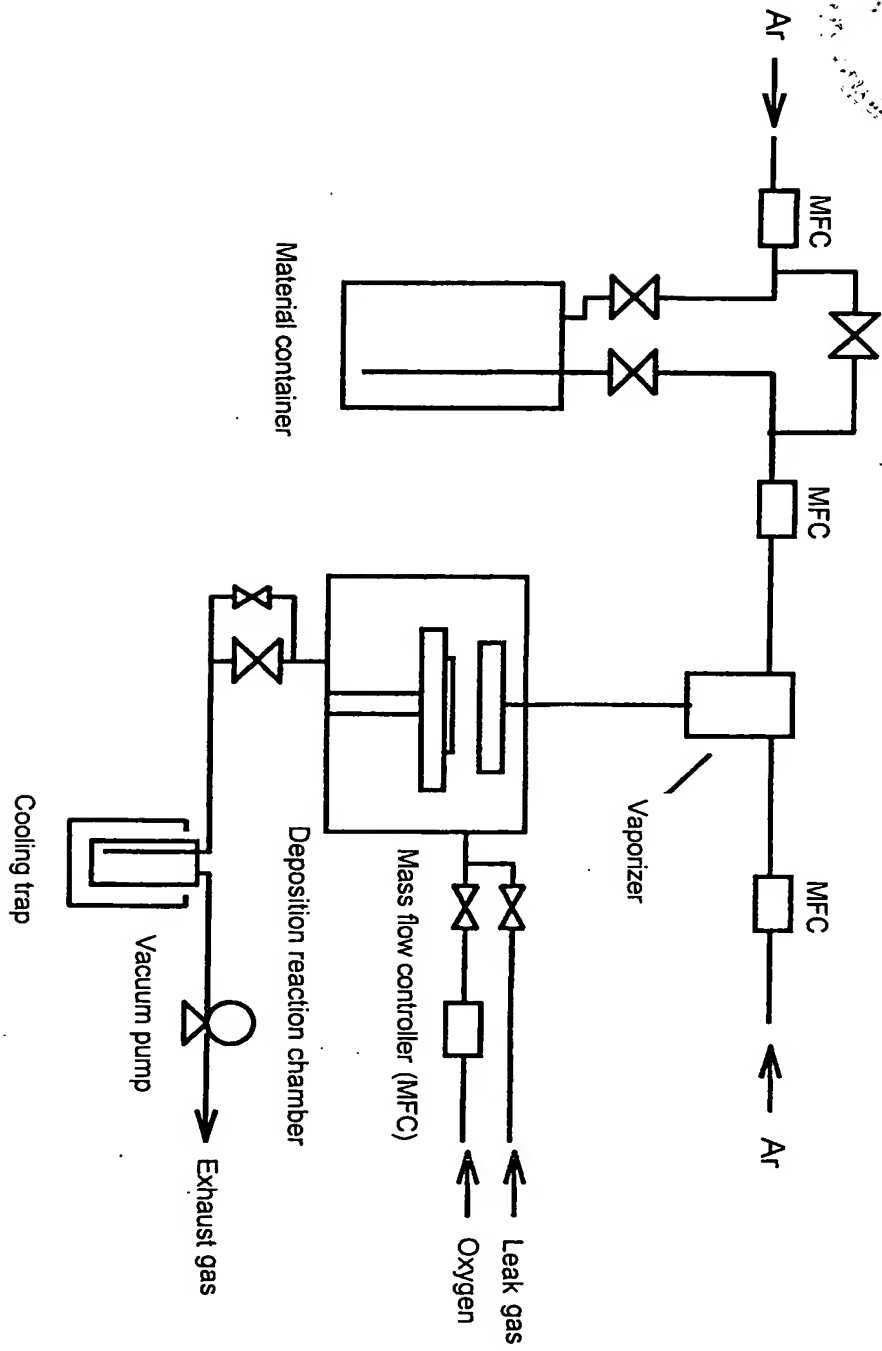 Ar
MFC
Material container
MFC
Vaporizer
MFC
Ar
Deposition reaction chamber
Mass flow controller (MFC)
Leak gas
Oxygen
Cooling trap
Vacuum pump
Exhaust gas